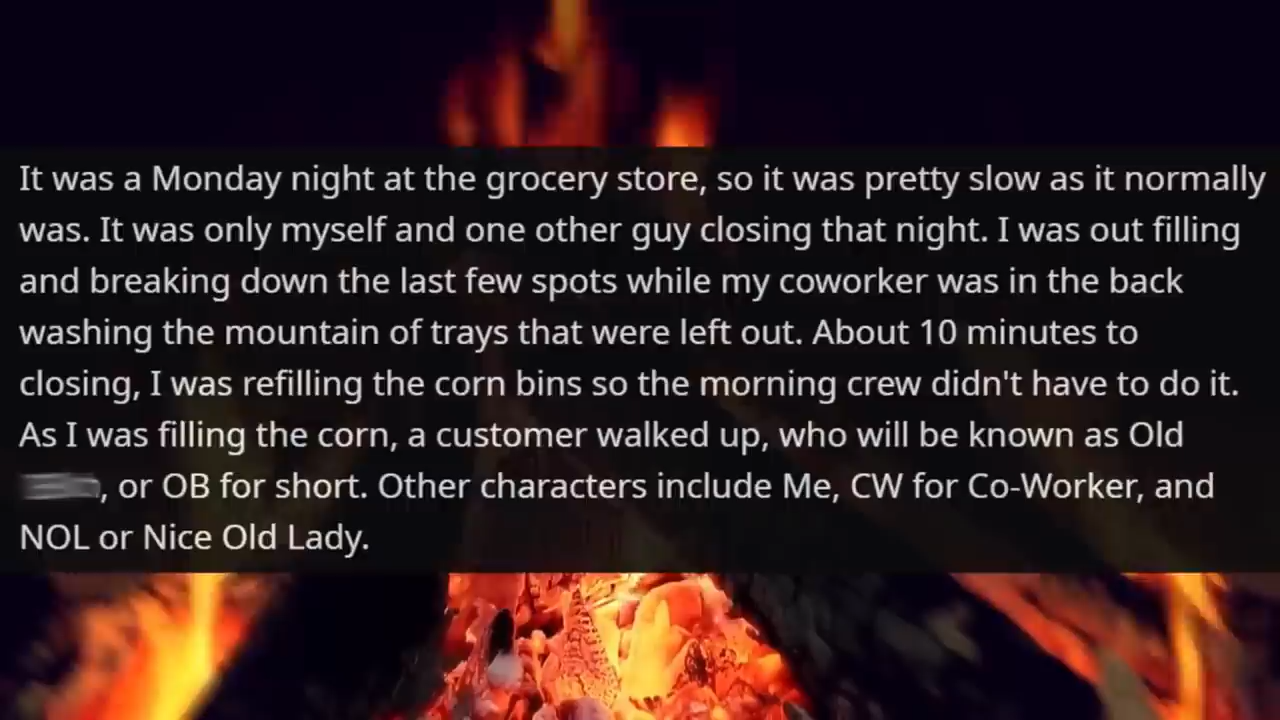 It was a Monday night at the grocery store, so it was pretty slow as it normally
was. It was only myself and one other guy closing that night. I was out filling
and breaking down the last few spots while my coworker was in the back
washing the mountain of trays that were left out. About 10 minutes to
closing, I was refilling the corn bins so the morning crew didn't have to do it.
As I was filling the corn, a customer walked up, who will be known as Old
, or OB for short. Other characters include Me, CW for Co-Worker, and
NOL or Nice Old Lady.